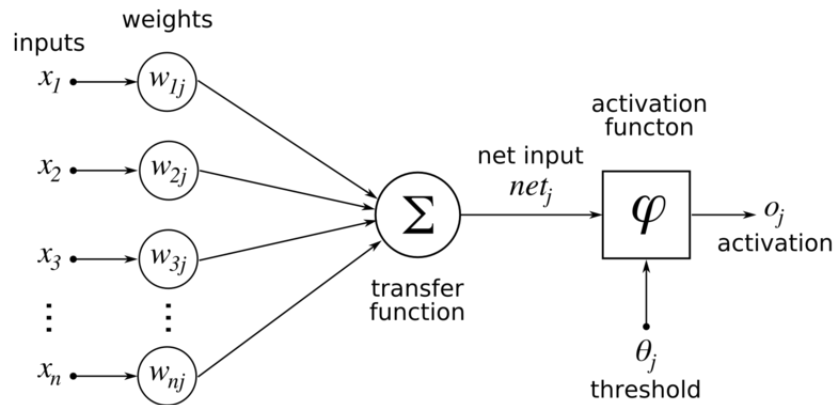 weights
inputs
x₁
w₁ⱼ
activation
functon
x₂
w₂ⱼ
net input
netⱼ
Σ
φ
oⱼ
activation
x₃
w₃ⱼ
transfer
function
⋮
⋮
θⱼ
threshold
xₙ
wₙⱼ